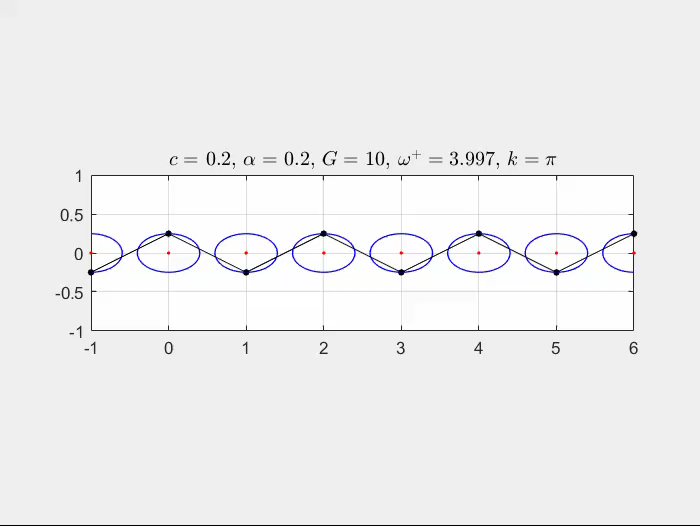 c = 0.2, α = 0.2, G = 10, ω⁺ = 3.997, k = π
1
0.5
0
-0.5
-1
-1 0 1 2 3 4 5 6